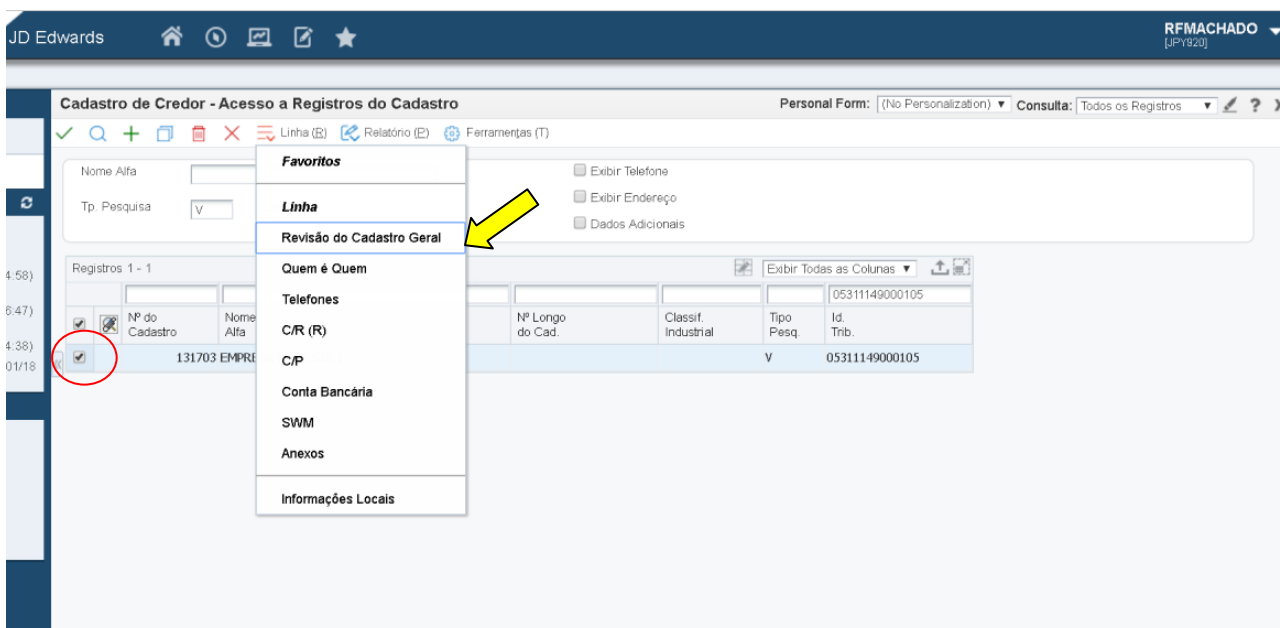 JD Edwards
RFMACHADO
[JPY920]
Cadastro de Credor - Acesso a Registros do Cadastro
Personal Form: (No Personalization) Consulta: Todos os Registros
Linha (R) Relatório (P) Ferramentas (T)
Favoritos
Nome Alfa
Exibir Telefone
Exibir Endereço
Tp. Pesquisa V
Linha
Dados Adicionais
Revisão do Cadastro Geral
Registros 1 - 1
Quem é Quem
Exibir Todas as Colunas
4:58)
Telefones
05311149000105
6:47)
Nº do
Cadastro
Nome
Alfa
Nº Longo
do Cad.
Classif.
Industrial
Tipo
Pesq.
Id.
Trib.
C/R (R)
4:38)
01/18
131703 EMPRE
C/P
V 05311149000105
Conta Bancária
SWM
Anexos
Informações Locais